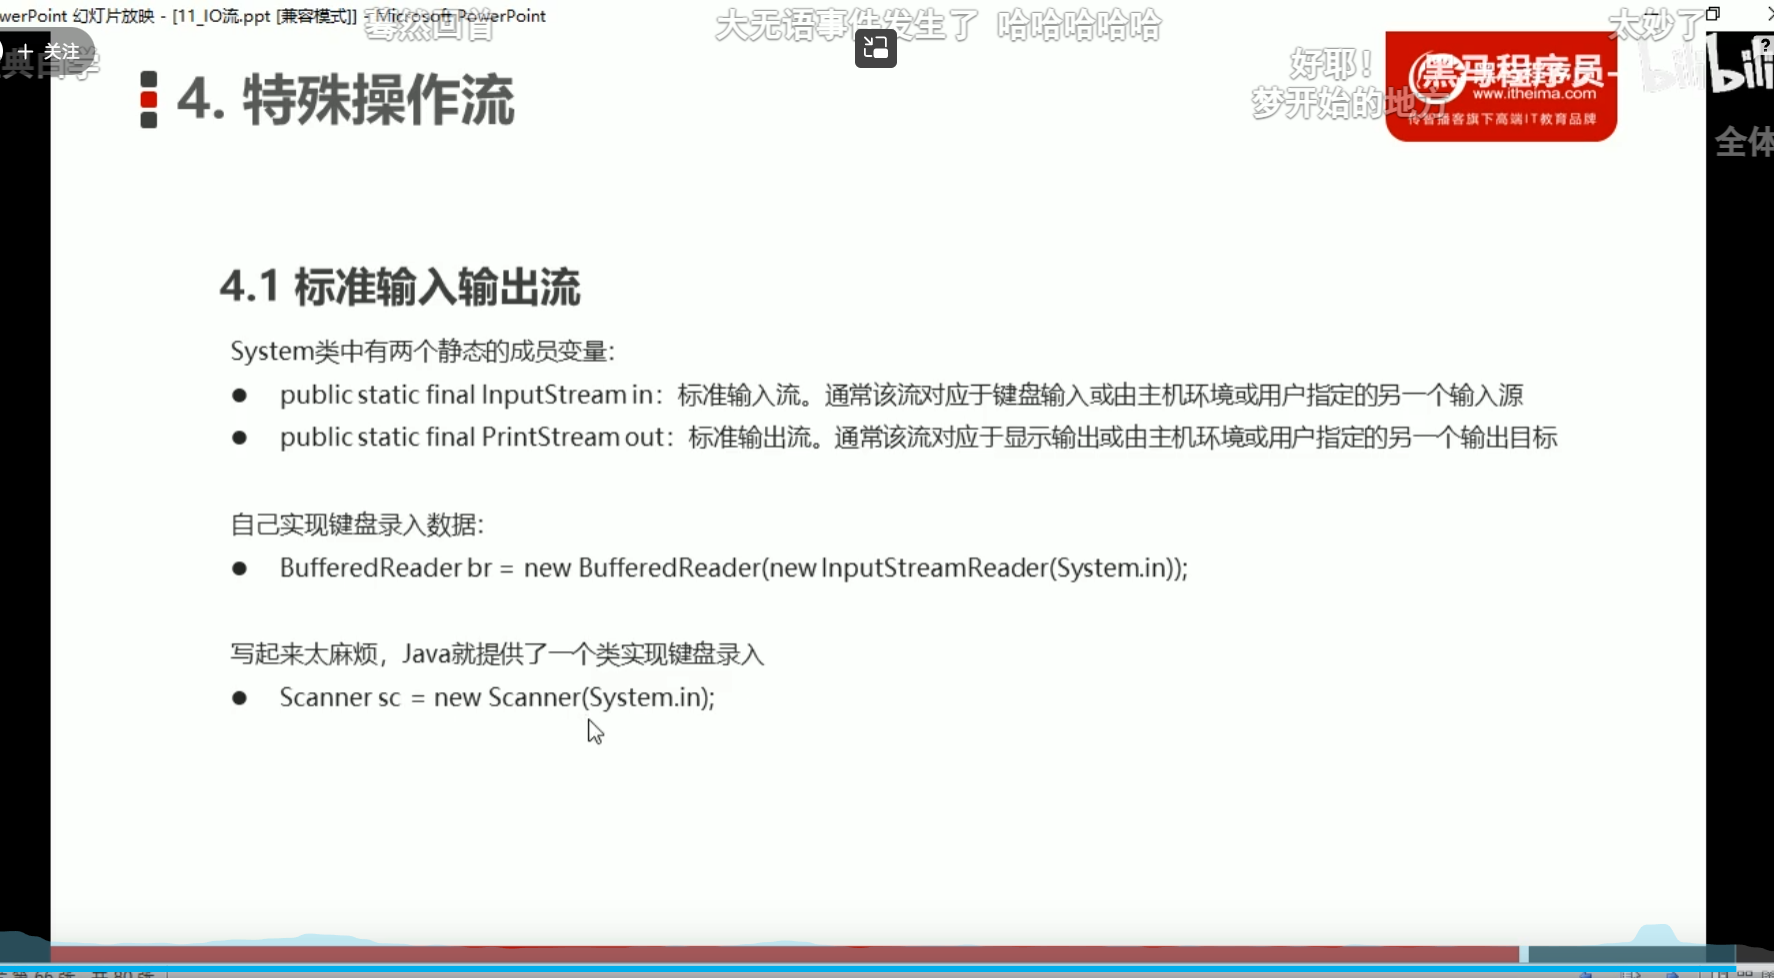 werPoint 幻灯片放映 - [11_IO流.ppt [兼容模式]] - Microsoft PowerPoint
蓦然回首
大无语事件发生了 哈哈哈哈哈
太妙了
+ 关注
典自学
好耶!
梦开始的地方
黑马程序员
www.itheima.com
传智播客旗下高端IT教育品牌
bilibili
全体
4. 特殊操作流
4.1 标准输入输出流
System类中有两个静态的成员变量:
● public static final InputStream in：标准输入流。通常该流对应于键盘输入或由主机环境或用户指定的另一个输入源
● public static final PrintStream out：标准输出流。通常该流对应于显示输出或由主机环境或用户指定的另一个输出目标
自己实现键盘录入数据:
● BufferedReader br = new BufferedReader(new InputStreamReader(System.in));
写起来太麻烦，Java就提供了一个类实现键盘录入
● Scanner sc = new Scanner(System.in);